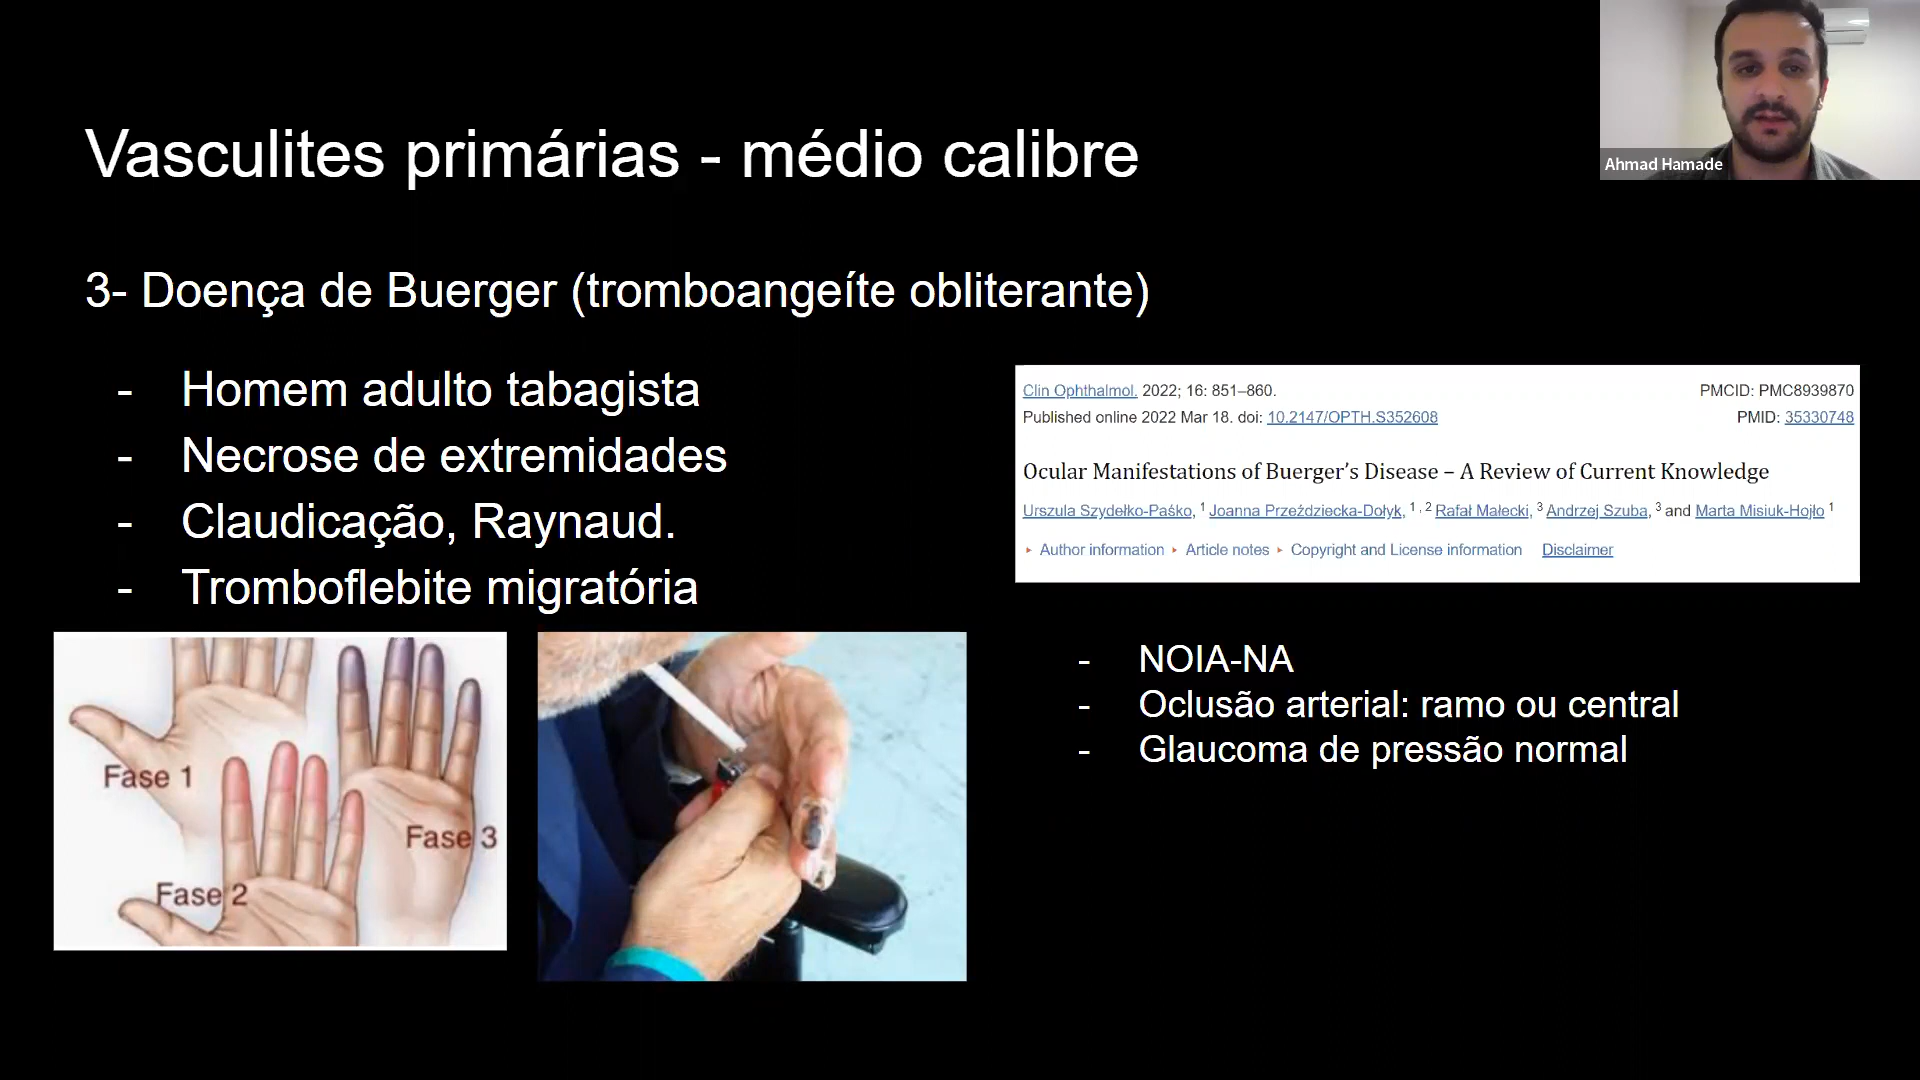 Ahmad Hamade
Vasculites primárias - médio calibre
3- Doença de Buerger (tromboangeíte obliterante)
- Homem adulto tabagista
- Necrose de extremidades
- Claudicação, Raynaud.
- Tromboflebite migratória
Clin Ophthalmol. 2022; 16: 851–860.
PMCID: PMC8939870
Published online 2022 Mar 18. doi: 10.2147/OPTH.S352608
PMID: 35330748
Ocular Manifestations of Buerger’s Disease – A Review of Current Knowledge
Urszula Szydełko-Paśko, 1 Joanna Przeździecka-Dołyk, 1, 2 Rafał Małecki, 3 Andrzej Szuba, 3 and Marta Misiuk-Hojło 1
Author information Article notes Copyright and License information Disclaimer
Fase 1
Fase 3
Fase 2
- NOIA-NA
- Oclusão arterial: ramo ou central
- Glaucoma de pressão normal